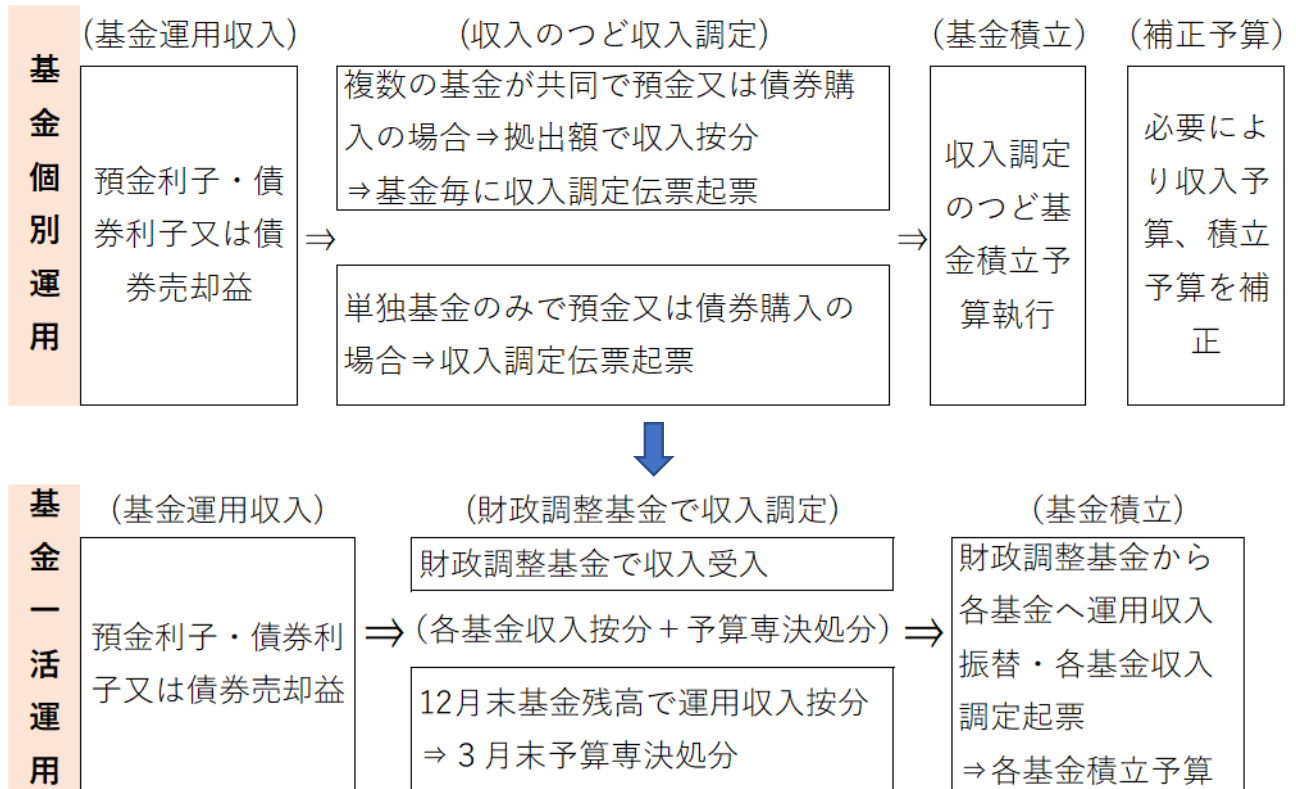 基金個別運用
(基金運用収入)
預金利子・債
券利子又は債
券売却益
⇒
(収入のつど収入調定)
複数の基金が共同で預金又は債券購
入の場合⇒拠出額で収入按分
⇒基金毎に収入調定伝票起票
単独基金のみで預金又は債券購入の
場合⇒収入調定伝票起票
⇒
(基金積立)
収入調定
のつど基
金積立予
算執行
(補正予算)
必要によ
り収入予
算、積立
予算を補
正
基金一活運用
(基金運用収入)
預金利子・債券利
子又は債券売却益
⇒
(財政調整基金で収入調定)
財政調整基金で収入受入
(各基金収入按分+予算専決処分)
12月末基金残高で運用収入按分
⇒3月末予算専決処分
⇒
(基金積立)
財政調整基金から
各基金へ運用収入
振替・各基金収入
調定起票
⇒各基金積立予算